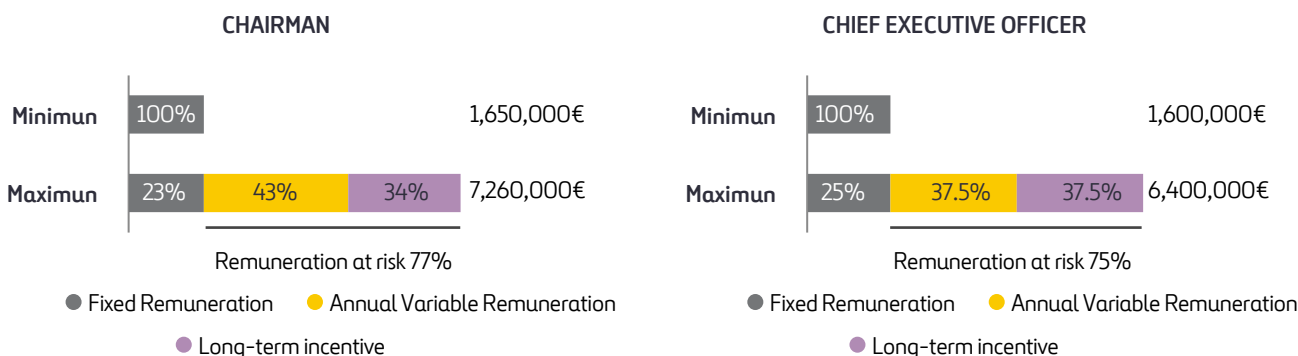 CHAIRMAN
Minimun 100% 1,650,000€
Maximun 23% 43% 34% 7,260,000€
Remuneration at risk 77%
Fixed Remuneration Annual Variable Remuneration
Long-term incentive
CHIEF EXECUTIVE OFFICER
Minimun 100% 1,600,000€
Maximun 25% 37.5% 37.5% 6,400,000€
Remuneration at risk 75%
Fixed Remuneration Annual Variable Remuneration
Long-term incentive